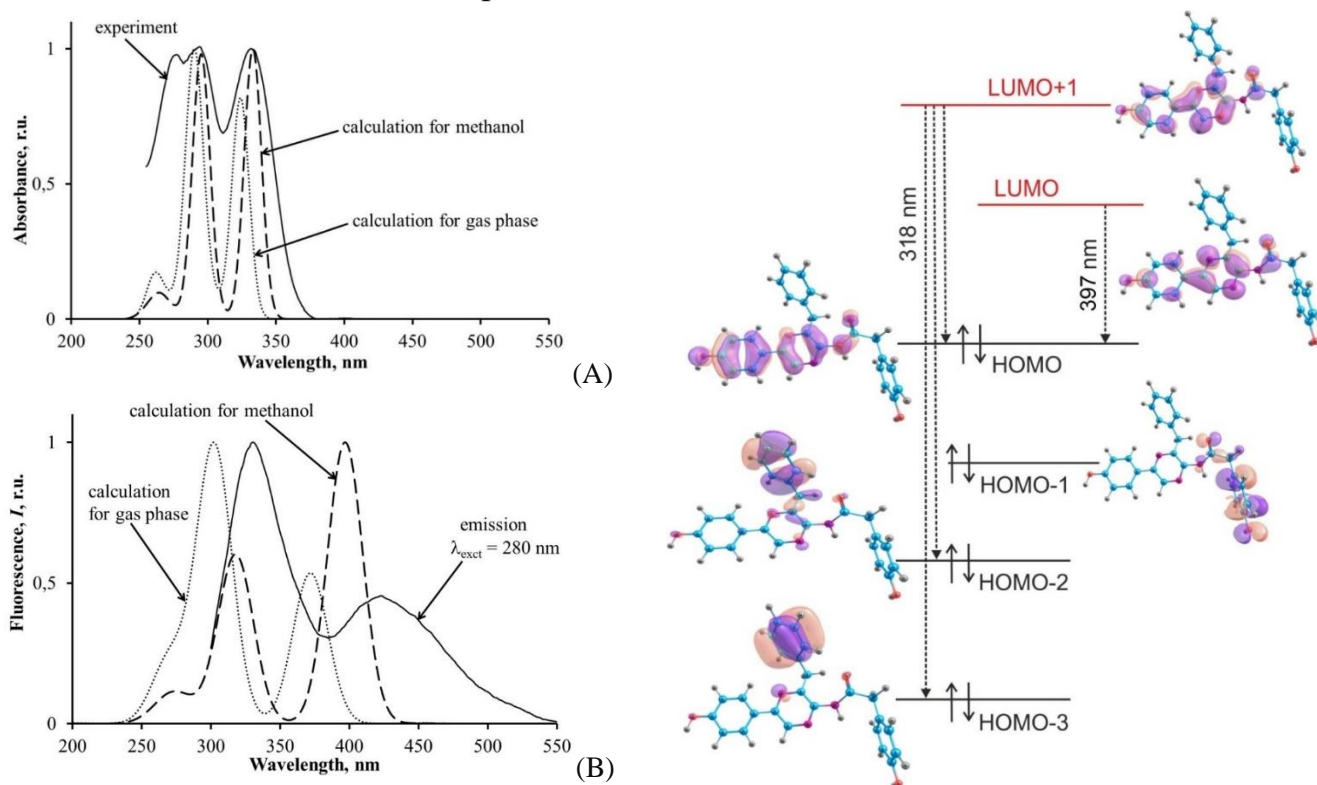 experiment
calculation for methanol
calculation for gas phase
Absorbance, r.u.
1
0,5
0
200 250 300 350 400 450 500 550
Wavelength, nm
(A)
calculation for methanol
calculation
for gas phase
emission
λexct = 280 nm
Fluorescence, I, r.u.
1
0,5
0
200 250 300 350 400 450 500 550
Wavelength, nm
(B)
LUMO+1
LUMO
318 nm
397 nm
HOMO
HOMO-1
HOMO-2
HOMO-3